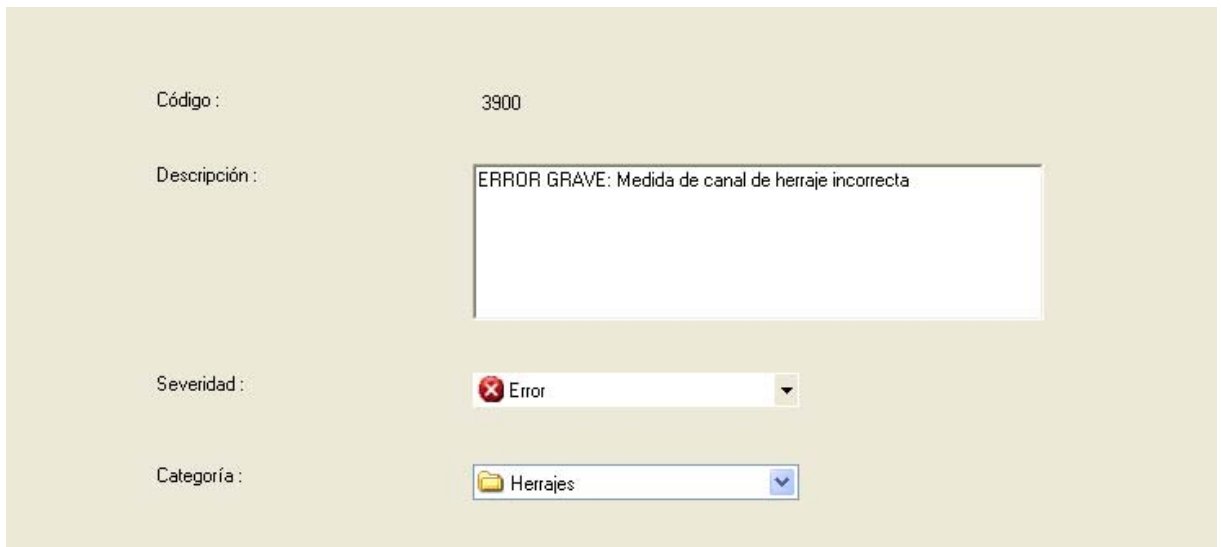 Código : 3900
Descripción : ERROR GRAVE: Medida de canal de herraje incorrecta
Severidad : Error
Categoría : Herrajes